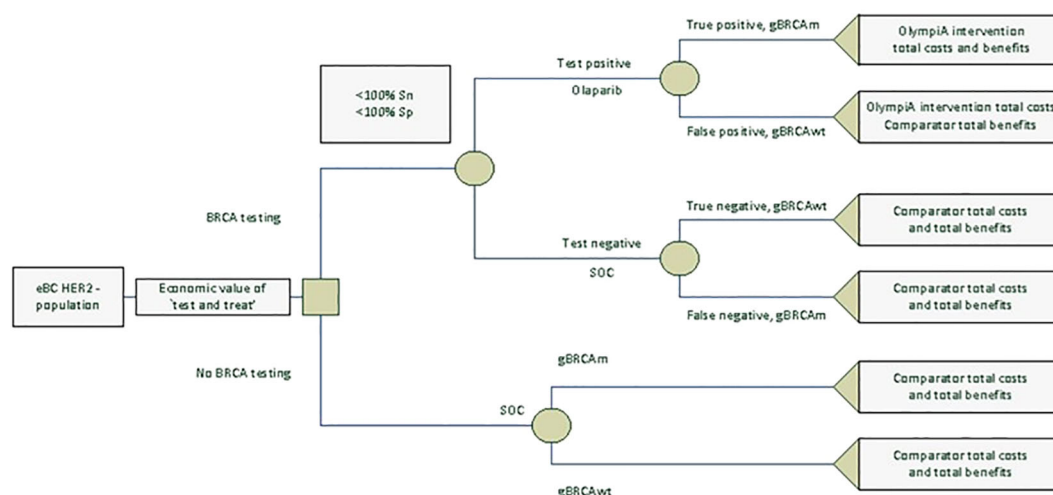 True positive, gBRCAm
OlympiA intervention
total costs and benefits
Test positive
Olaparib
<100% Sn
<100% Sp
False positive, gBRCAwt
OlympiA intervention total costs
Comparator total benefits
BRCA testing
True negative, gBRCAwt
Comparator total costs
and total benefits
Test negative
SOC
eBC HER2 -
population
Economic value of
'test and treat'
False negative, gBRCAm
Comparator total costs
and total benefits
No BRCA testing
gBRCAm
Comparator total costs
and total benefits
SOC
gBRCAwt
Comparator total costs
and total benefits